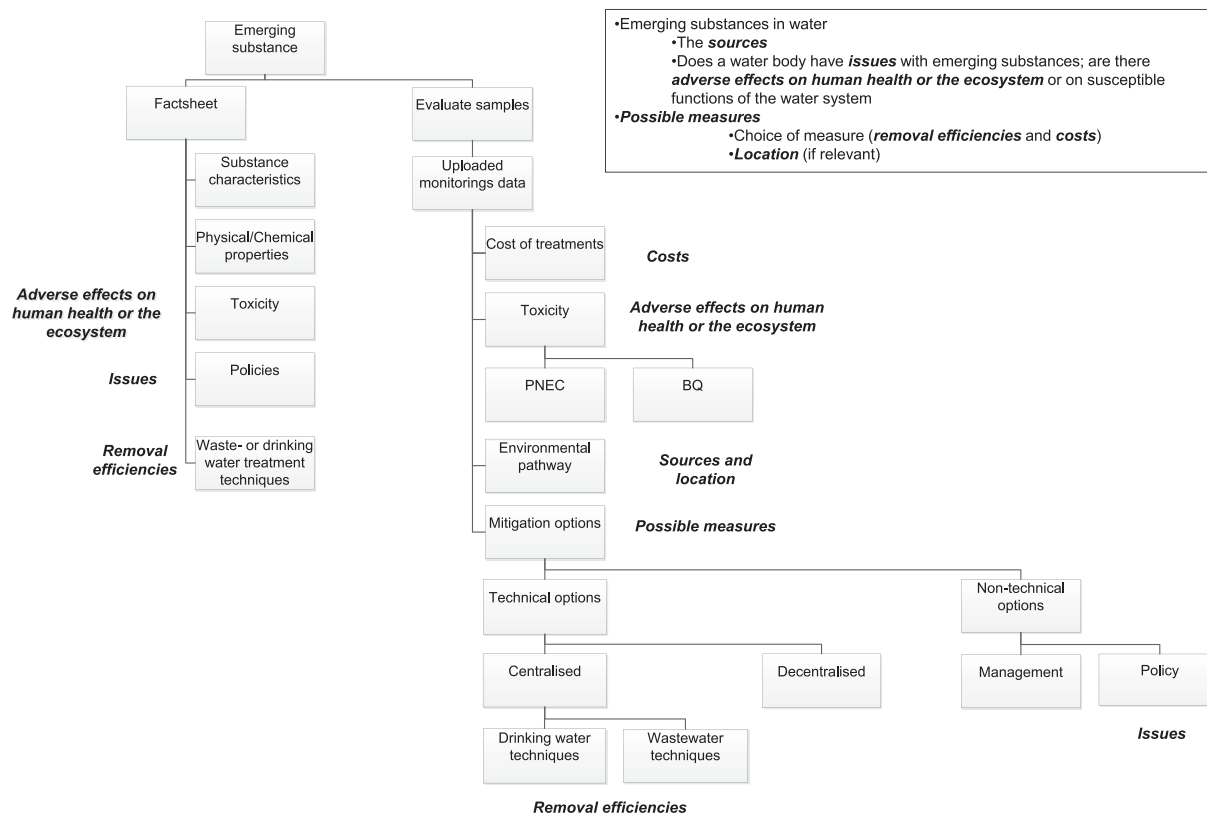 Emerging
substance
•Emerging substances in water
•The sources
•Does a water body have issues with emerging substances; are there
adverse effects on human health or the ecosystem or on susceptible
functions of the water system
•Possible measures
•Choice of measure (removal efficiencies and costs)
•Location (if relevant)
Factsheet
Evaluate samples
Substance
characteristics
Uploaded
monitorings data
Physical/Chemical
properties
Cost of treatments
Costs
Adverse effects on
human health or the
ecosystem
Toxicity
Toxicity
Adverse effects on human
health or the ecosystem
Issues
Policies
PNEC
BQ
Removal
efficiencies
Waste- or drinking
water treatment
techniques
Environmental
pathway
Sources and
location
Mitigation options
Possible measures
Technical options
Non-technical
options
Centralised
Decentralised
Management
Policy
Drinking water
techniques
Wastewater
techniques
Issues
Removal efficiencies